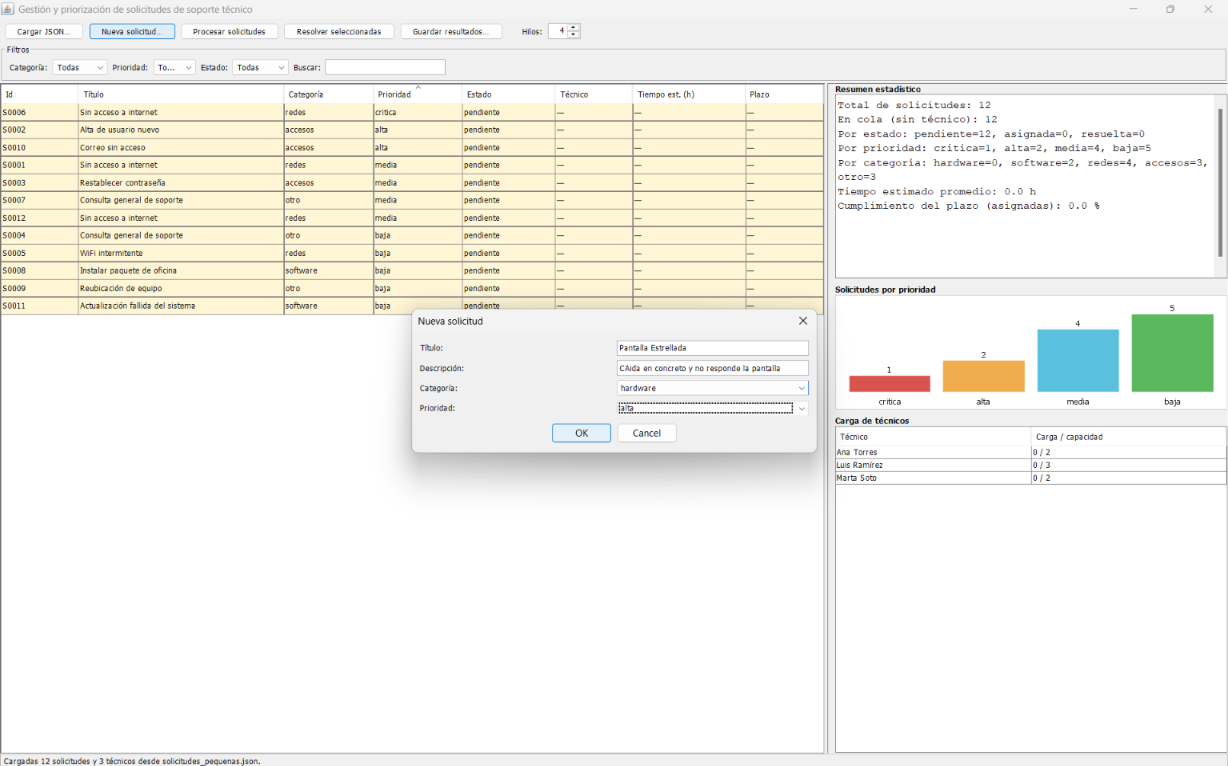 Gestión y priorización de solicitudes de soporte técnico
Cargar JSON... Nueva solicitud... Procesar solicitudes Resolver seleccionadas Guardar resultados... Hilos: 4
Filtros
Categoría: Todas Prioridad: To... Estado: Todas Buscar:
Id Título Categoría Prioridad Estado Técnico Tiempo est. (h) Plazo
S0006 Sin acceso a internet redes critica pendiente — — —
S0002 Alta de usuario nuevo accesos alta pendiente — — —
S0010 Correo sin acceso accesos alta pendiente — — —
S0001 Sin acceso a internet redes media pendiente — — —
S0003 Restablecer contraseña accesos media pendiente — — —
S0007 Consulta general de soporte otro media pendiente — — —
S0012 Sin acceso a internet redes media pendiente — — —
S0004 Consulta general de soporte otro baja pendiente — — —
S0005 WiFi intermitente redes baja pendiente — — —
S0008 Instalar paquete de oficina software baja pendiente — — —
S0009 Reubicación de equipo otro baja pendiente — — —
S0011 Actualización fallida del sistema software baja pendiente — — —
Nueva solicitud
Título: Pantalla Estrellada
Descripción: CAida en concreto y no responde la pantalla
Categoría: hardware
Prioridad: alta
OK Cancel
Resumen estadístico
Total de solicitudes: 12
En cola (sin técnico): 12
Por estado: pendiente=12, asignada=0, resuelta=0
Por prioridad: critica=1, alta=2, media=4, baja=5
Por categoría: hardware=0, software=2, redes=4, accesos=3,
otro=3
Tiempo estimado promedio: 0.0 h
Cumplimiento del plazo (asignadas): 0.0 %
Solicitudes por prioridad
1 2 4 5
critica alta media baja
Carga de técnicos
Técnico Carga / capacidad
Ana Torres 0 / 2
Luis Ramírez 0 / 3
Marta Soto 0 / 2
Cargadas 12 solicitudes y 3 técnicos desde solicitudes_pequenas.json.